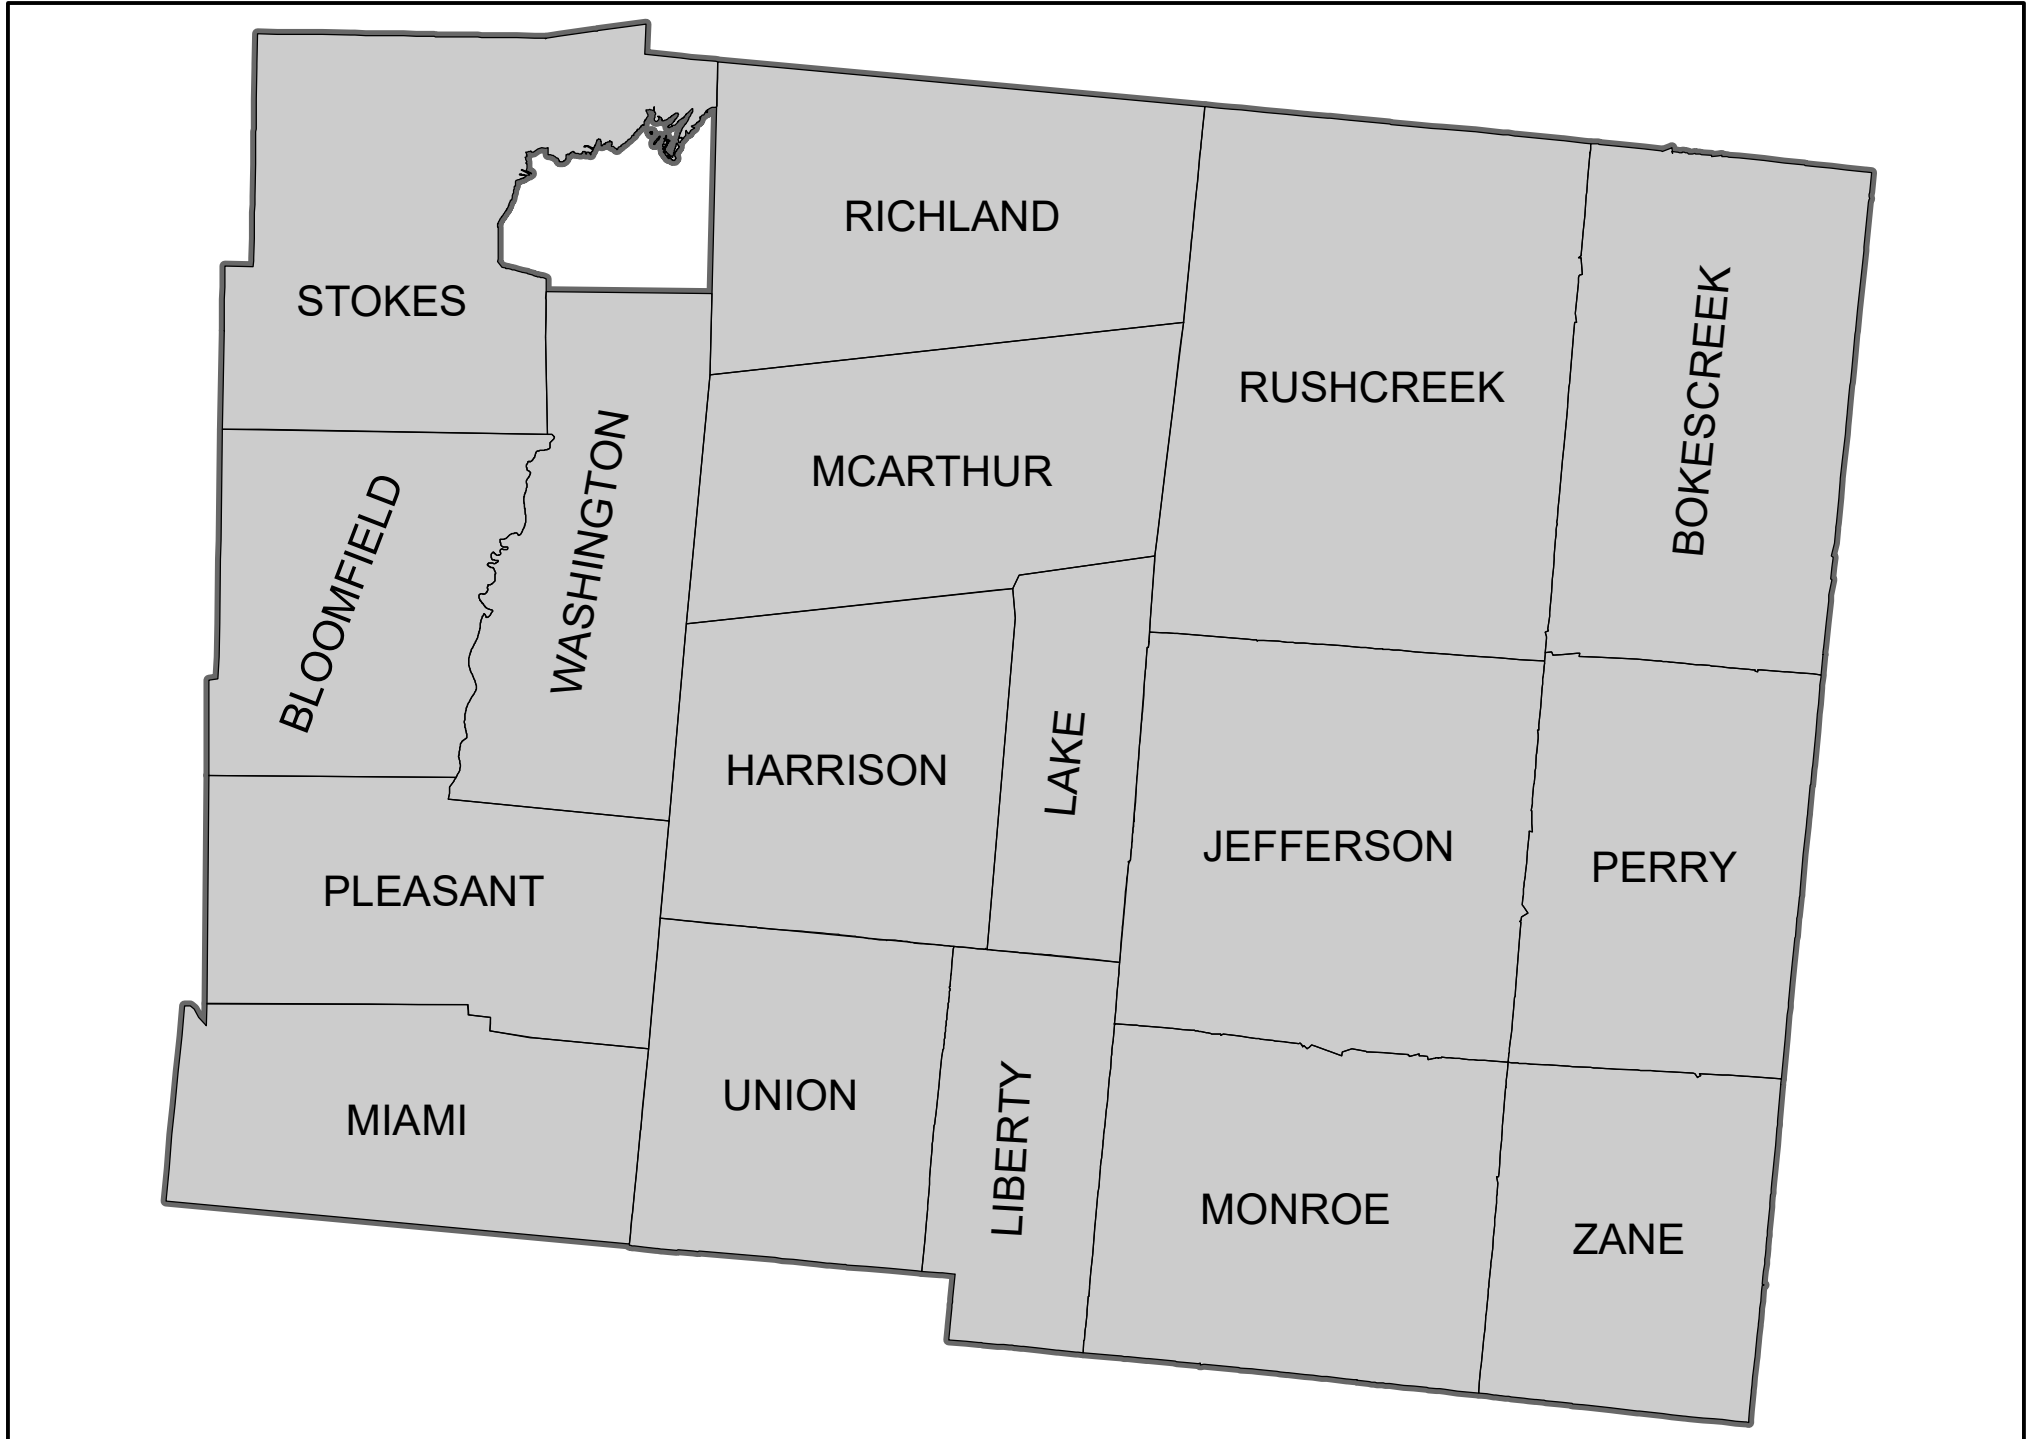 RICHLAND
STOKES
RUSHCREEK
BOKESCREEK
MCARTHUR
WASHINGTON
BLOOMFIELD
HARRISON
LAKE
JEFFERSON
PERRY
PLEASANT
UNION
MIAMI
LIBERTY
MONROE
ZANE